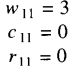 w₁₁ = 3
c₁₁ = 0
r₁₁ = 0